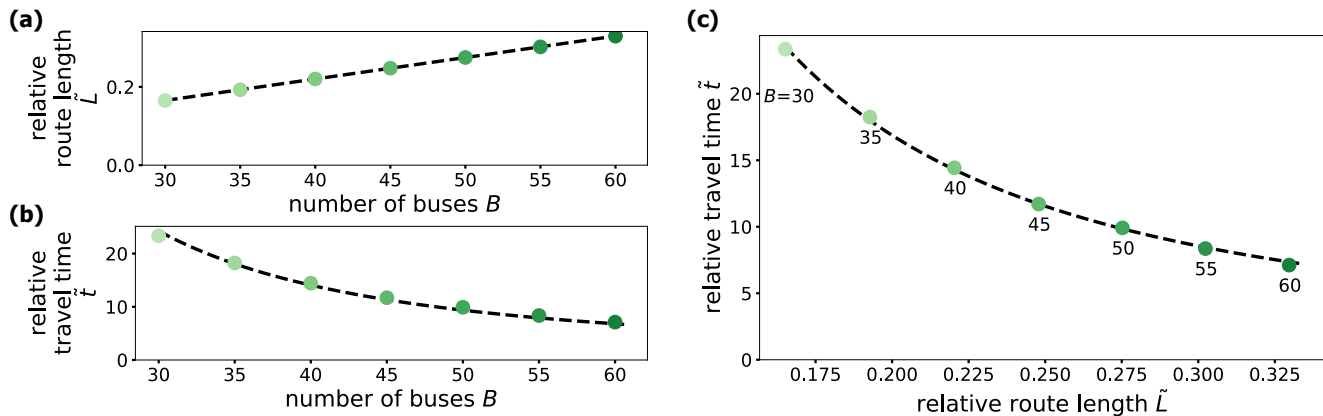 (a)
relative
route length
L̃
0.2
0.0
30 35 40 45 50 55 60
number of buses B
(b)
relative
travel time
t̃
20
10
0
30 35 40 45 50 55 60
number of buses B
(c)
relative travel time t̃
20
15
10
5
0
B=30
35
40
45
50
55
60
0.175 0.200 0.225 0.250 0.275 0.300 0.325
relative route length L̃